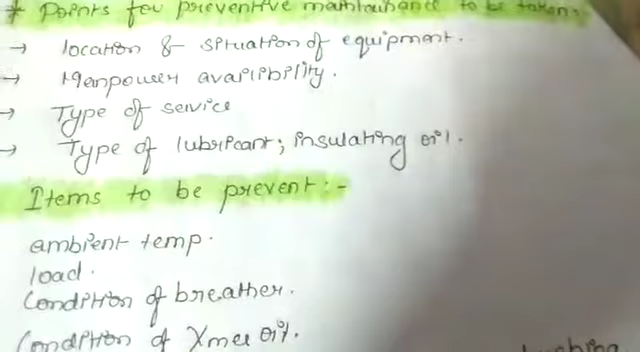 * Points for preventive maintainance to be taken:
→ location & situation of equipment.
→ Manpower availibility.
→ Type of service
→ Type of lubricant; insulating oil.
Items to be prevent:-
ambient temp.
load.
Condition of breather.
Condition of Xmer oil.